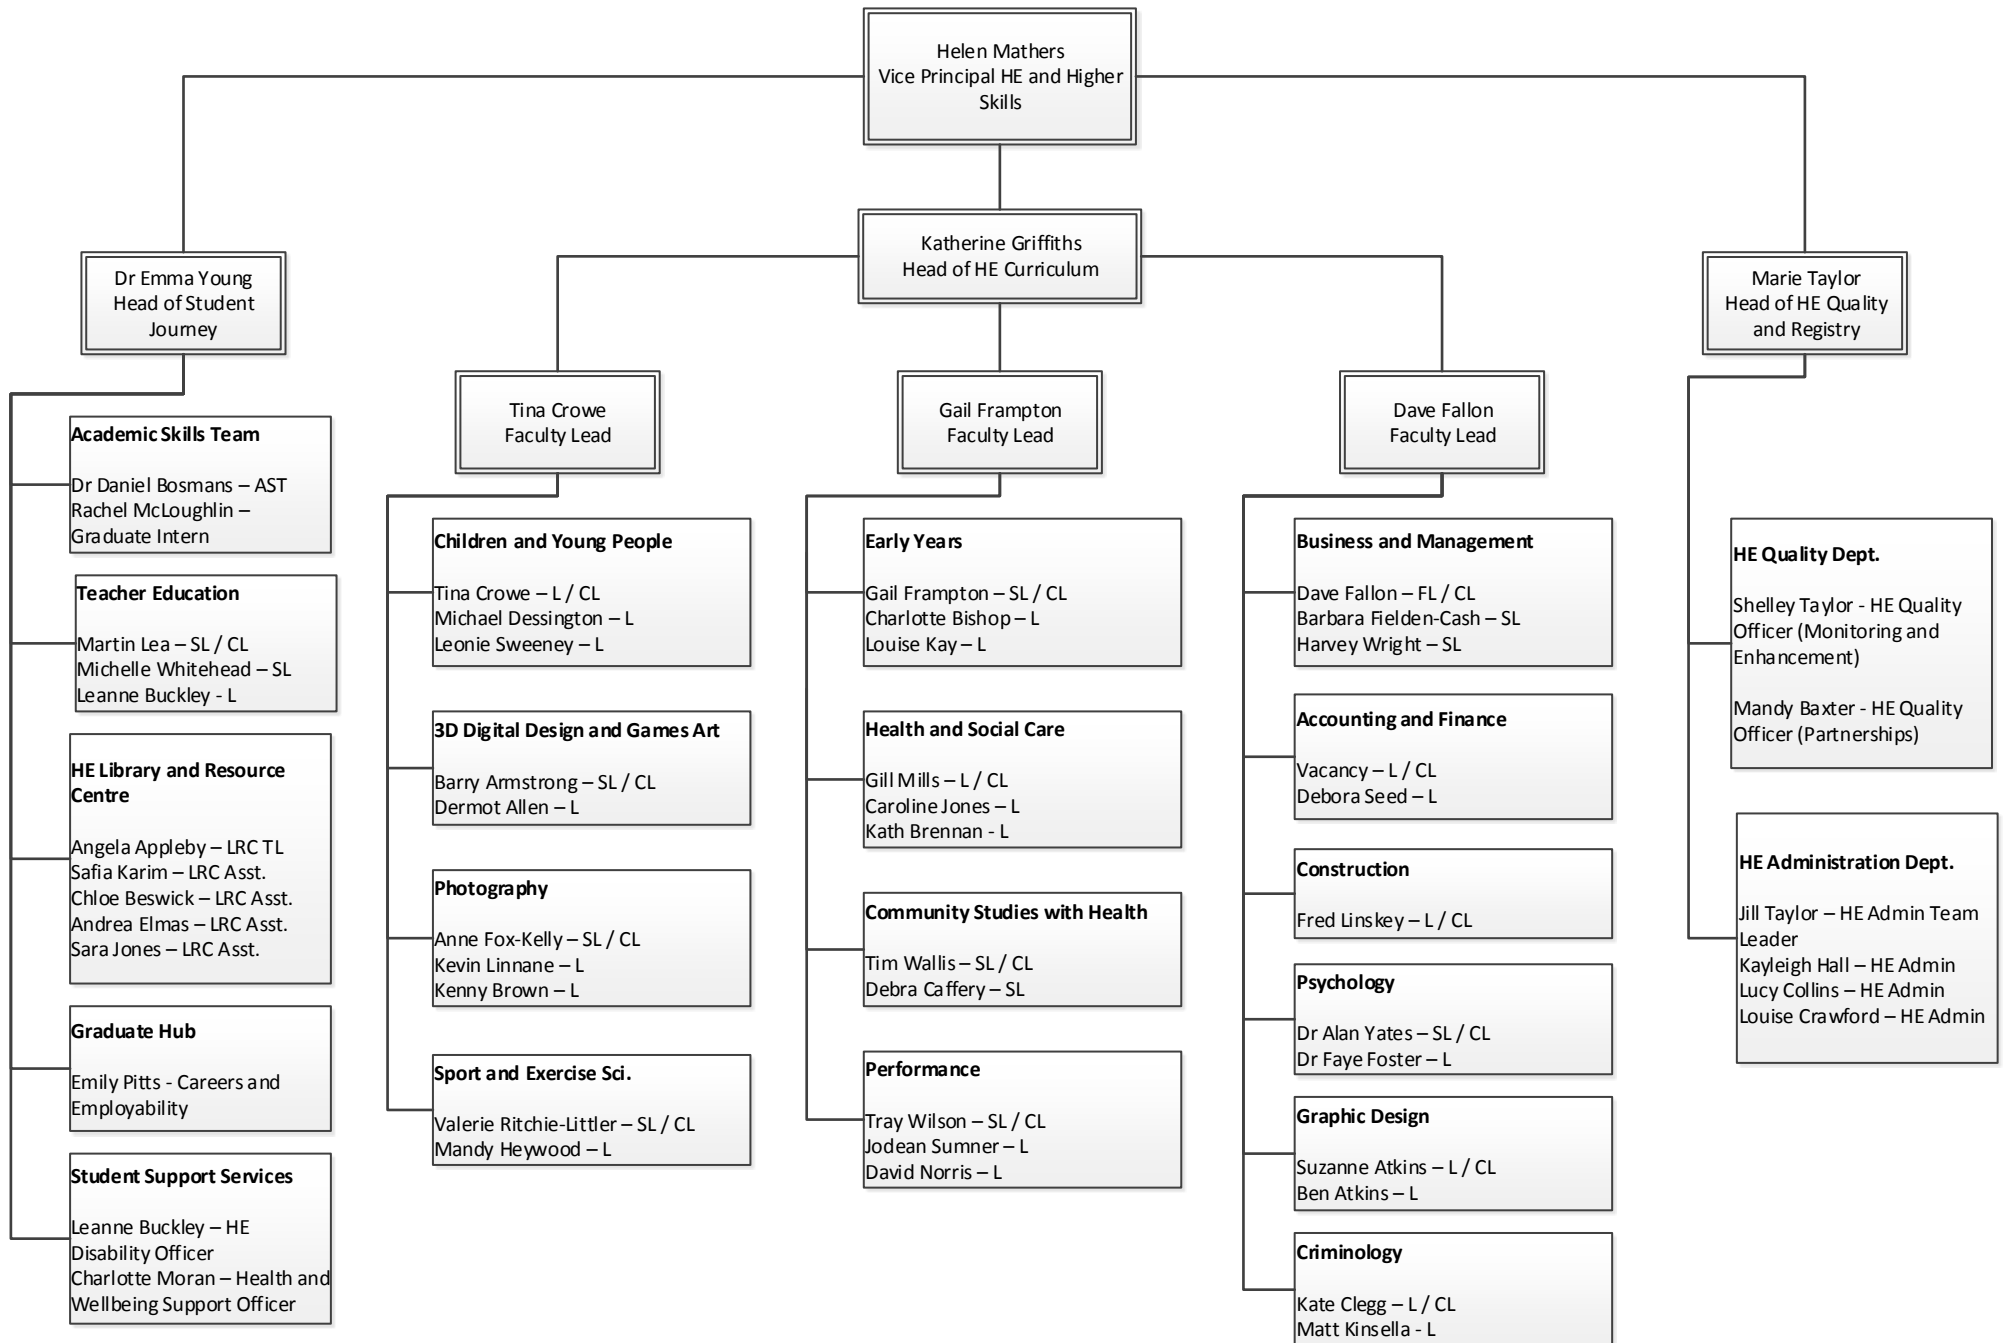 Helen Mathers
Vice Principal HE and Higher
Skills
Katherine Griffiths
Head of HE Curriculum
Dr Emma Young
Head of Student
Journey
Marie Taylor
Head of HE Quality
and Registry
Tina Crowe
Faculty Lead
Gail Frampton
Faculty Lead
Dave Fallon
Faculty Lead
Academic Skills Team
Dr Daniel Bosmans – AST
Rachel McLoughlin –
Graduate Intern
Teacher Education
Martin Lea – SL / CL
Michelle Whitehead – SL
Leanne Buckley - L
HE Library and Resource
Centre
Angela Appleby – LRC TL
Safia Karim – LRC Asst.
Chloe Beswick – LRC Asst.
Andrea Elmas – LRC Asst.
Sara Jones – LRC Asst.
Graduate Hub
Emily Pitts - Careers and
Employability
Student Support Services
Leanne Buckley – HE
Disability Officer
Charlotte Moran – Health and
Wellbeing Support Officer
Children and Young People
Tina Crowe – L / CL
Michael Dessington – L
Leonie Sweeney – L
3D Digital Design and Games Art
Barry Armstrong – SL / CL
Dermot Allen – L
Photography
Anne Fox-Kelly – SL / CL
Kevin Linnane – L
Kenny Brown – L
Sport and Exercise Sci.
Valerie Ritchie-Littler – SL / CL
Mandy Heywood – L
Early Years
Gail Frampton – SL / CL
Charlotte Bishop – L
Louise Kay – L
Health and Social Care
Gill Mills – L / CL
Caroline Jones – L
Kath Brennan - L
Community Studies with Health
Tim Wallis – SL / CL
Debra Caffery – SL
Performance
Tray Wilson – SL / CL
Jodean Sumner – L
David Norris – L
Business and Management
Dave Fallon – FL / CL
Barbara Fielden-Cash – SL
Harvey Wright – SL
Accounting and Finance
Vacancy – L / CL
Debora Seed – L
Construction
Fred Linskey – L / CL
Psychology
Dr Alan Yates – SL / CL
Dr Faye Foster – L
Graphic Design
Suzanne Atkins – L / CL
Ben Atkins – L
Criminology
Kate Clegg – L / CL
Matt Kinsella - L
HE Quality Dept.
Shelley Taylor - HE Quality
Officer (Monitoring and
Enhancement)
Mandy Baxter - HE Quality
Officer (Partnerships)
HE Administration Dept.
Jill Taylor – HE Admin Team
Leader
Kayleigh Hall – HE Admin
Lucy Collins – HE Admin
Louise Crawford – HE Admin